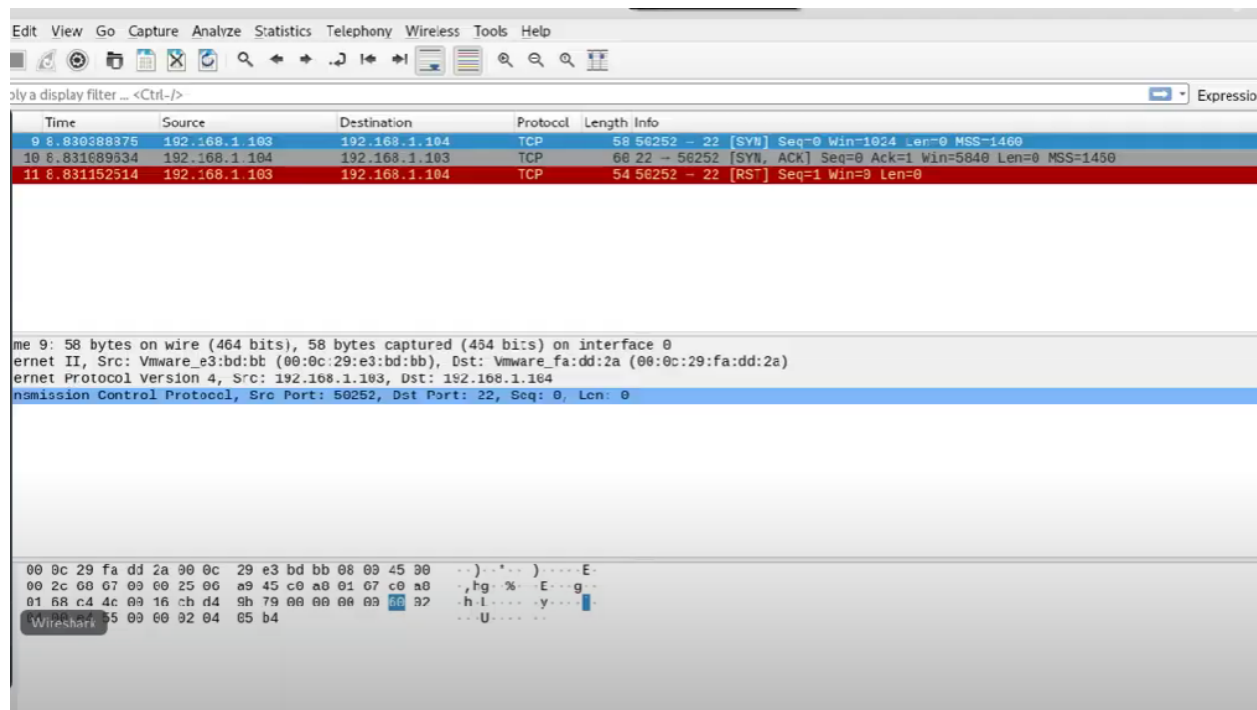 Edit View Go Capture Analyze Statistics Telephony Wireless Tools Help
ply a display filter ... <Ctrl-/> Expressio
Time Source Destination Protocol Length Info
9 8.830388375 192.168.1.103 192.168.1.104 TCP 58 50252 → 22 [SYN] Seq=0 Win=1024 Len=0 MSS=1460
10 8.831089634 192.168.1.104 192.168.1.103 TCP 60 22 → 50252 [SYN, ACK] Seq=0 Ack=1 Win=5840 Len=0 MSS=1460
11 8.831152514 192.168.1.103 192.168.1.104 TCP 54 50252 → 22 [RST] Seq=1 Win=0 Len=0
me 9: 58 bytes on wire (464 bits), 58 bytes captured (464 bits) on interface 0
ernet II, Src: Vmware_e3:bd:bb (00:0c:29:e3:bd:bb), Dst: Vmware_fa:dd:2a (00:0c:29:fa:dd:2a)
ernet Protocol Version 4, Src: 192.168.1.103, Dst: 192.168.1.104
nsmission Control Protocol, Src Port: 50252, Dst Port: 22, Seq: 0, Len: 0
00 0c 29 fa dd 2a 00 0c 29 e3 bd bb 08 00 45 00 ··)··*·· )·····E·
00 2c 68 67 00 00 25 06 a9 45 c0 a8 01 67 c0 a8 ·,hg··%· ·E···g··
01 68 c4 4c 00 16 cb d4 9b 79 00 00 00 00 60 02 ·h·L···· ·y····`·
55 00 00 02 04 05 b4 ···U···· ··
Wireshark